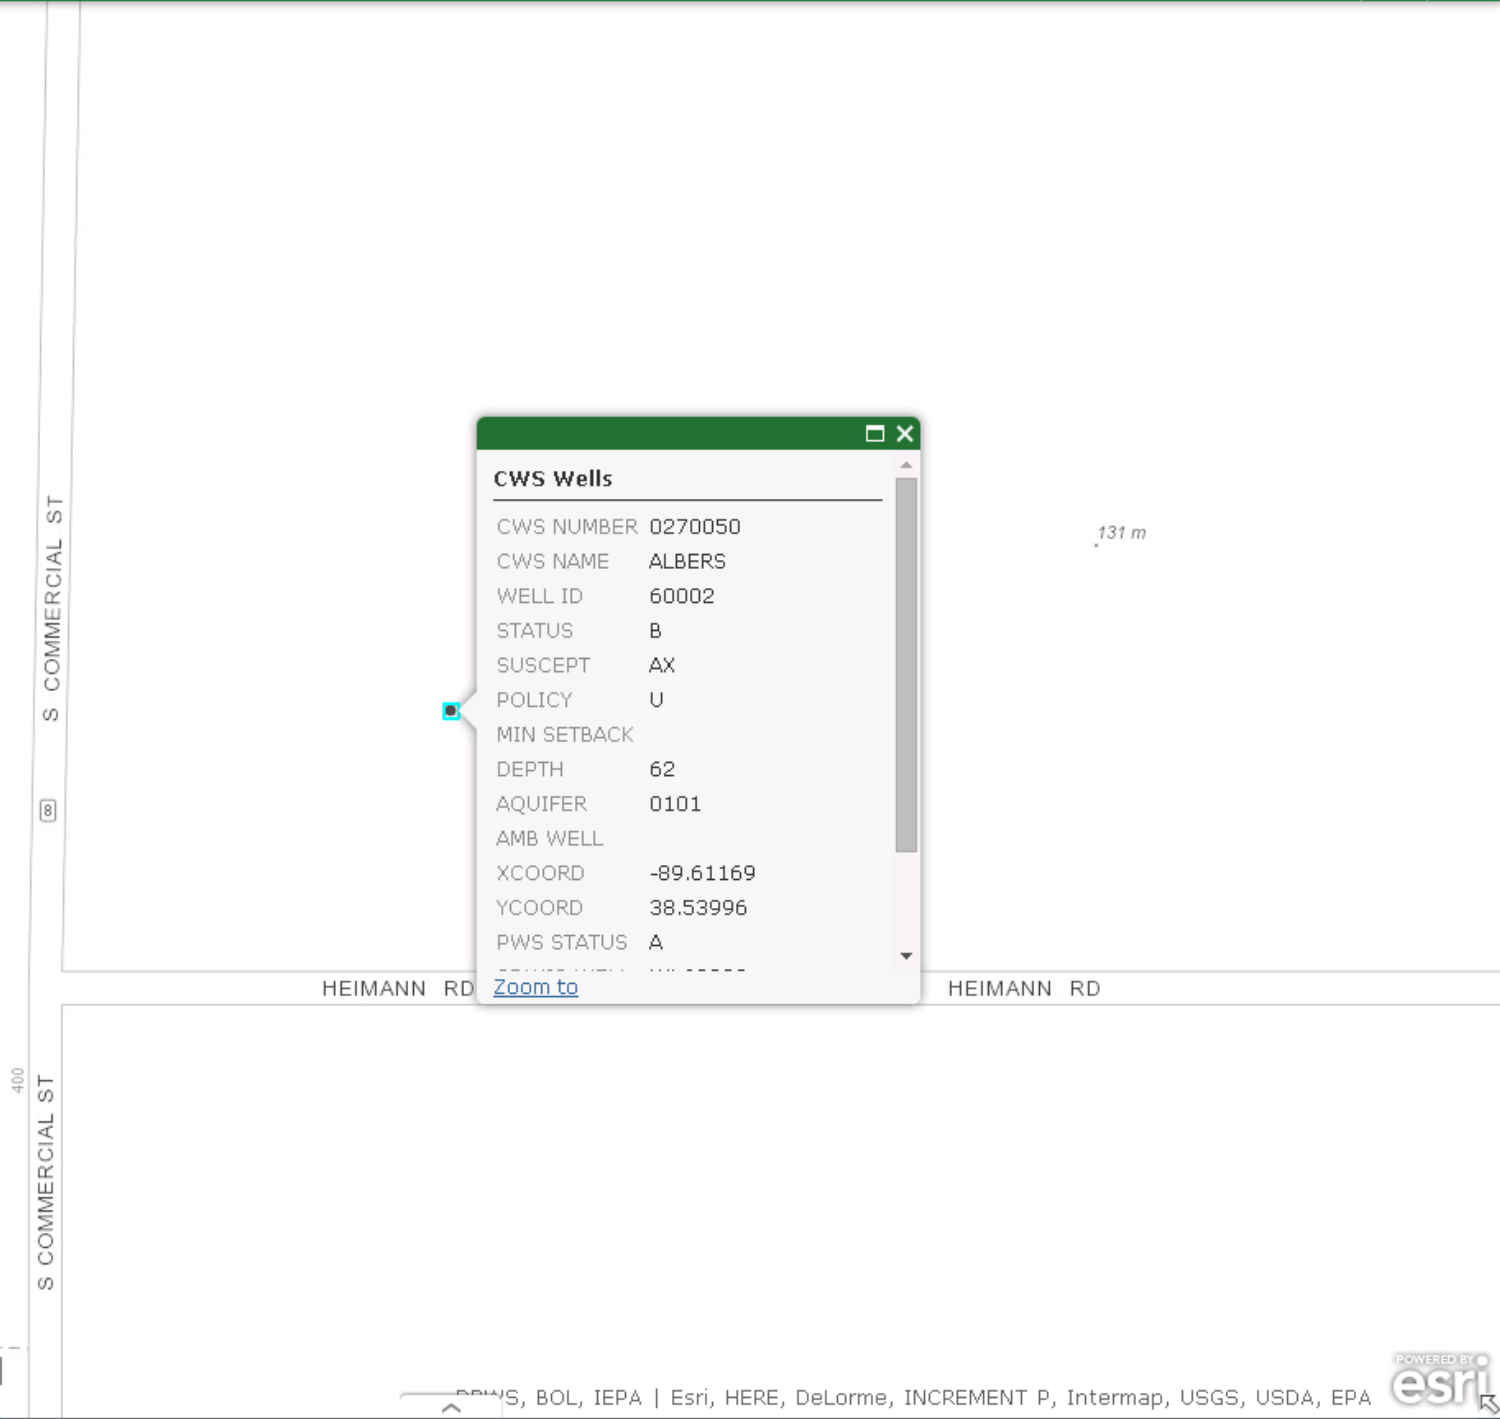 S COMMERCIAL ST
8
400
S COMMERCIAL ST
131 m
CWS Wells
CWS NUMBER 0270050
CWS NAME ALBERS
WELL ID 60002
STATUS B
SUSCEPT AX
POLICY U
MIN SETBACK
DEPTH 62
AQUIFER 0101
AMB WELL
XCOORD -89.61169
YCOORD 38.53996
PWS STATUS A
Zoom to
HEIMANN RD
HEIMANN RD
BOL, IEPA | Esri, HERE, DeLorme, INCREMENT P, Intermap, USGS, USDA, EPA
POWERED BY
esri